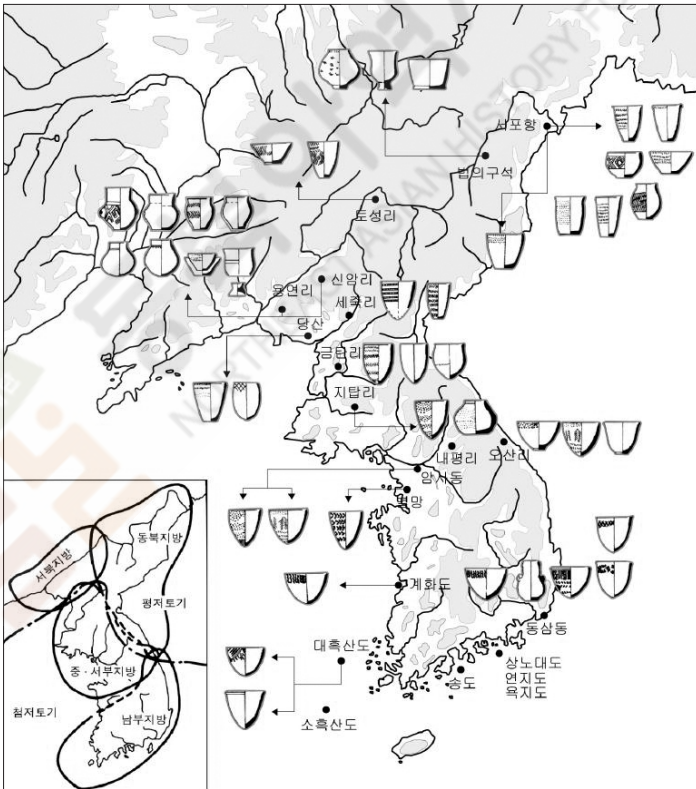 서포항
범의구석
토성리
신암리
용연리
세죽리
당산
금탄리
지탑리
오산리
내평리
암사동
별망
계화도
동삼동
상노대도
연지도
욕지도
송도
대흑산도
소흑산도
동북지방
서북지방
평저토기
중·서부지방
첨저토기
남부지방